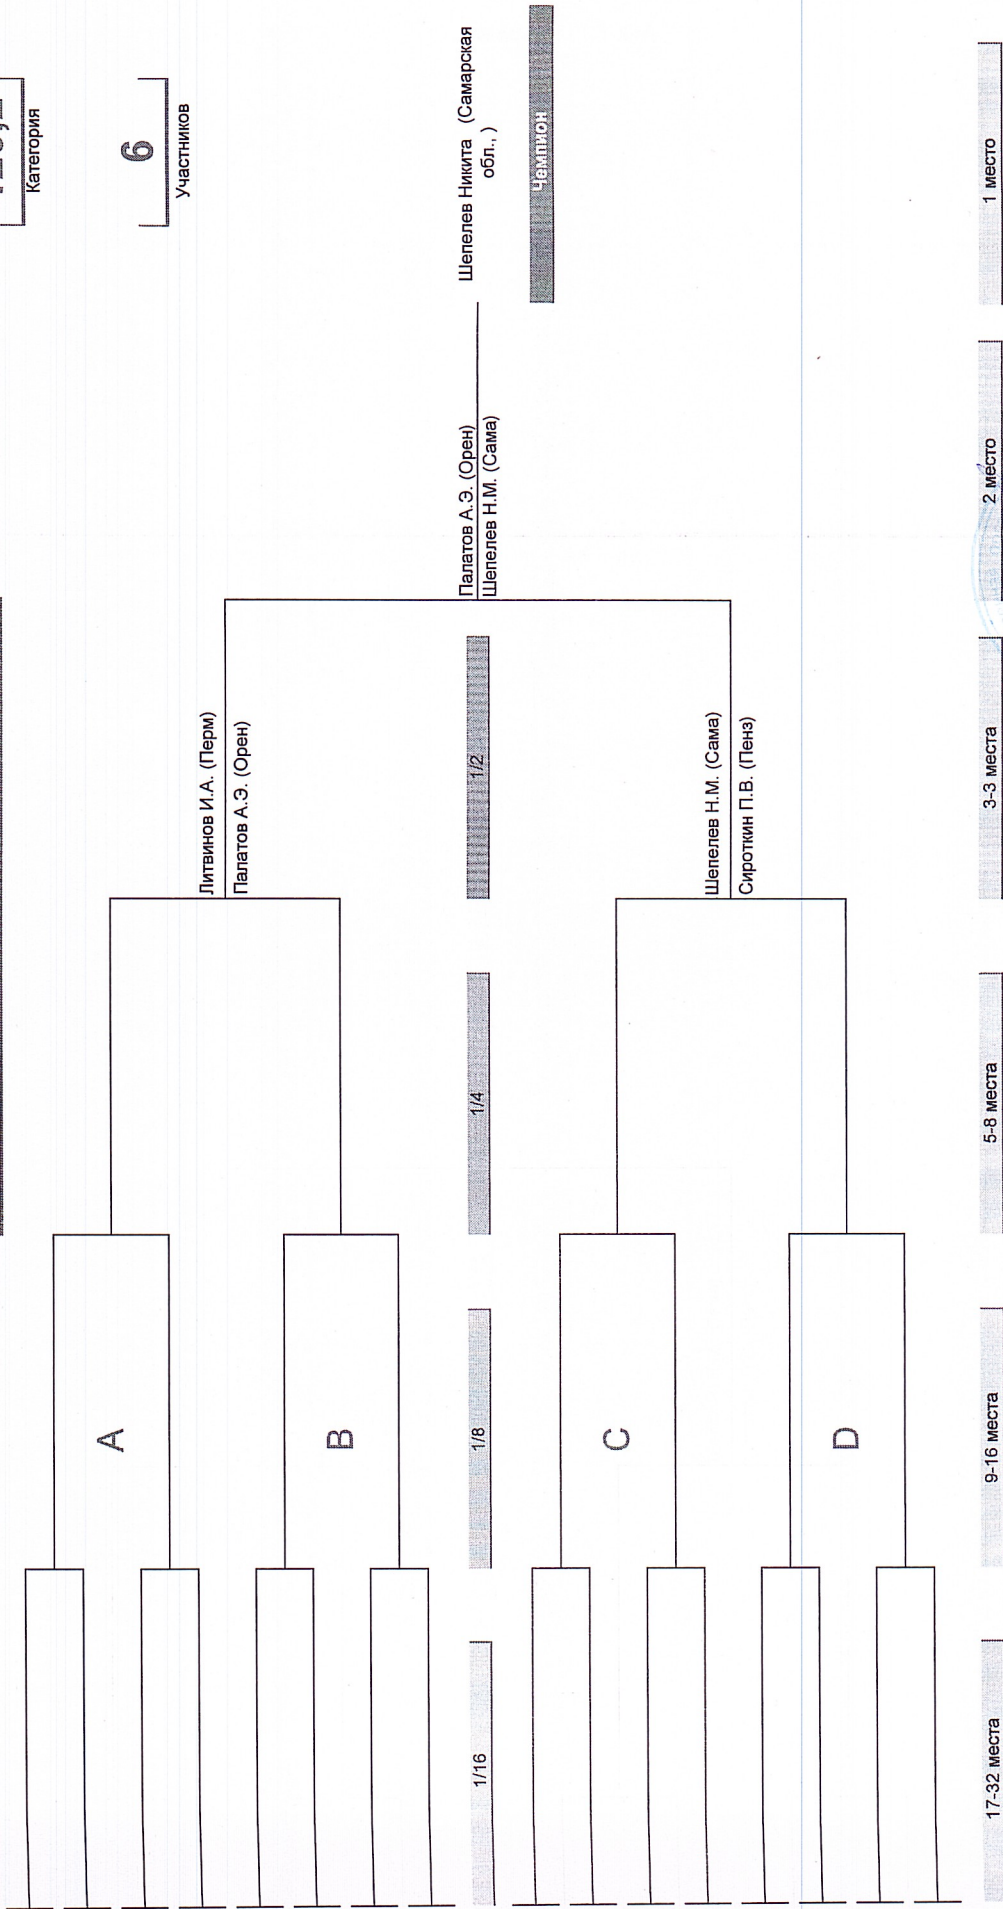 Категория
6
Участников
Шепелев Никита (Самарская
обл., )
Чемпион
Палатов А.Э. (Орен)
Шепелев Н.М. (Сама)
Литвинов И.А. (Перм)
Палатов А.Э. (Орен)
Шепелев Н.М. (Сама)
Сироткин П.В. (Пенз)
A
B
C
D
1/16
1/8
1/4
1/2
17-32 места
9-16 места
5-8 места
3-3 места
2 место
1 место